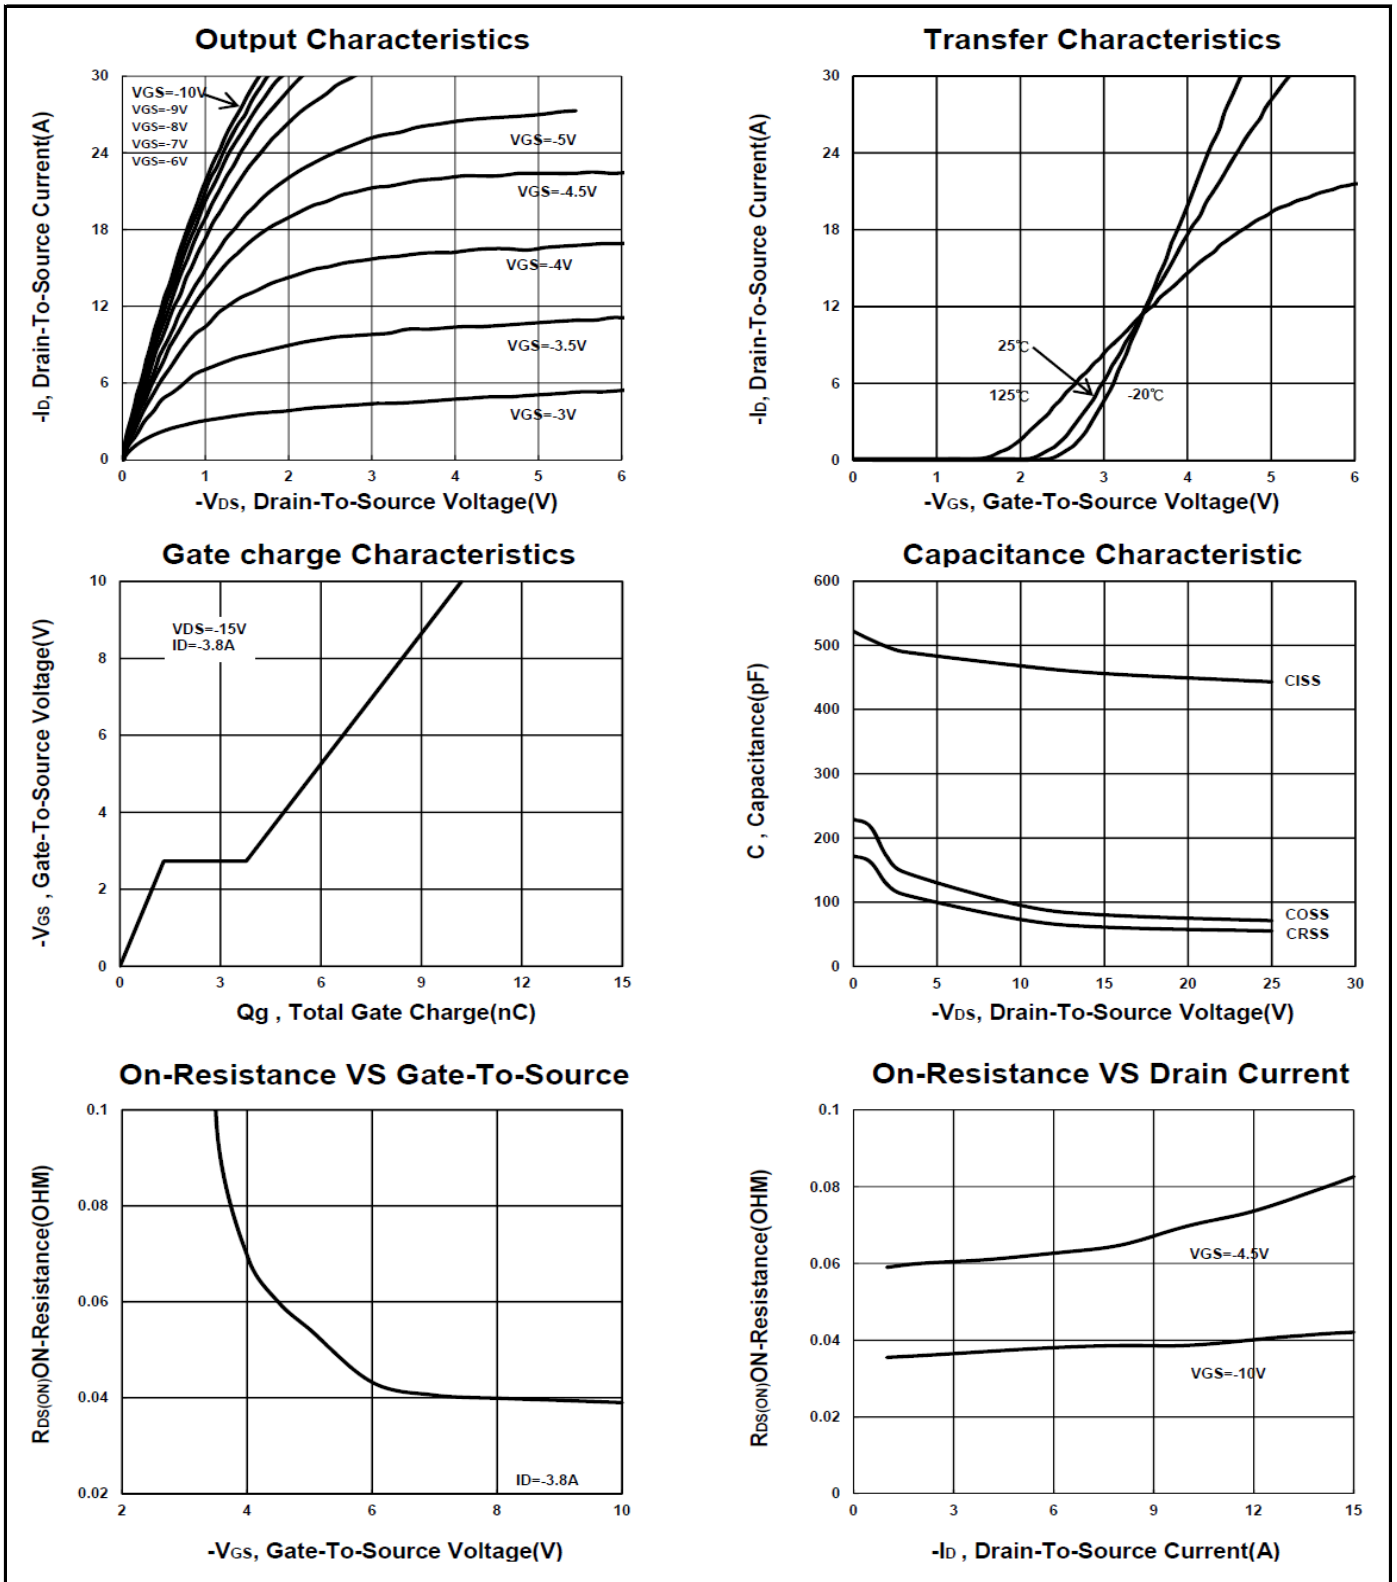 Output Characteristics
-ID, Drain-To-Source Current(A)
30
24
18
12
6
0
VGS=-10V
VGS=-9V
VGS=-8V
VGS=-7V
VGS=-6V
VGS=-5V
VGS=-4.5V
VGS=-4V
VGS=-3.5V
VGS=-3V
0 1 2 3 4 5 6
-VDS, Drain-To-Source Voltage(V)
Transfer Characteristics
-ID, Drain-To-Source Current(A)
30
24
18
12
6
0
25℃
125℃
-20℃
0 1 2 3 4 5 6
-VGS, Gate-To-Source Voltage(V)
Gate charge Characteristics
-VGS , Gate-To-Source Voltage(V)
10
8
6
4
2
0
VDS=-15V
ID=-3.8A
0 3 6 9 12 15
Qg , Total Gate Charge(nC)
Capacitance Characteristic
C , Capacitance(pF)
600
500
400
300
200
100
0
CISS
COSS
CRSS
0 5 10 15 20 25 30
-VDS, Drain-To-Source Voltage(V)
On-Resistance VS Gate-To-Source
RDS(ON)ON-Resistance(OHM)
0.1
0.08
0.06
0.04
0.02
ID=-3.8A
2 4 6 8 10
-VGS, Gate-To-Source Voltage(V)
On-Resistance VS Drain Current
RDS(ON)ON-Resistance(OHM)
0.1
0.08
0.06
0.04
0.02
0
VGS=-4.5V
VGS=-10V
0 3 6 9 12 15
-ID , Drain-To-Source Current(A)